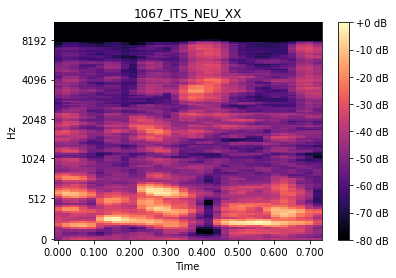 1067_ITS_NEU_XX
+0 dB
8192
-10 dB
4096
-20 dB
-30 dB
2048
Hz
-40 dB
1024
-50 dB
512
-60 dB
-70 dB
0
-80 dB
0.000 0.100 0.200 0.300 0.400 0.500 0.600 0.700
Time